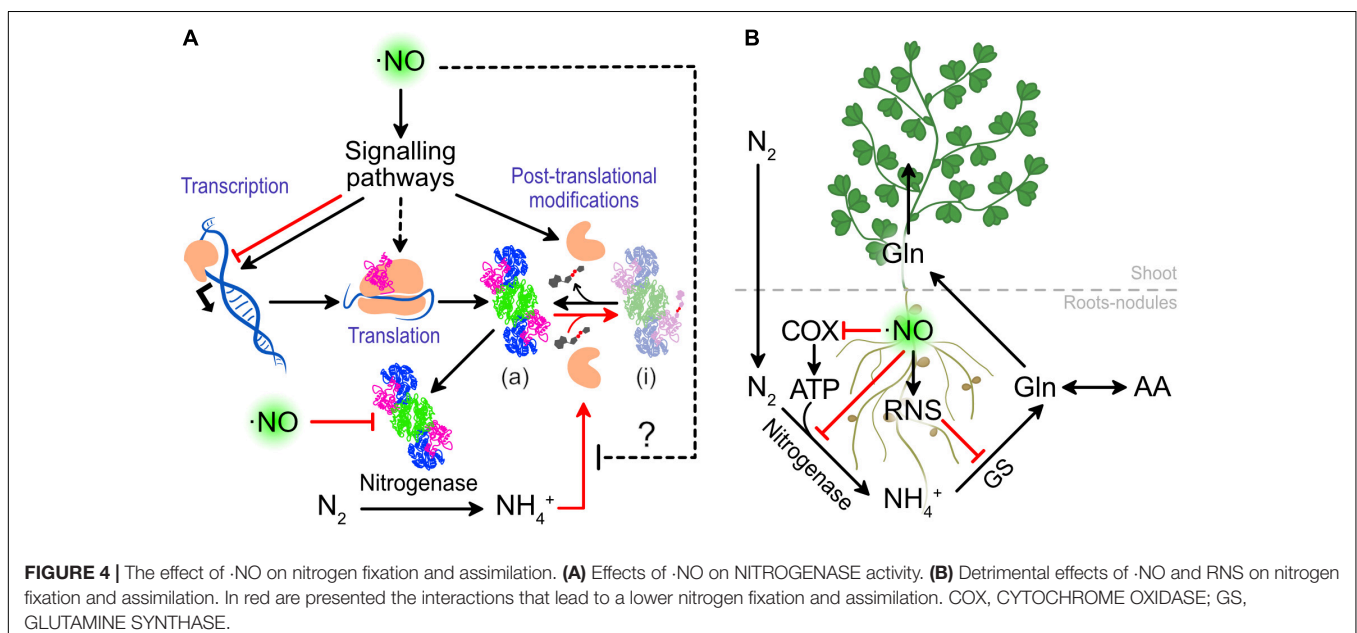 A
·NO
Signalling
pathways
Transcription
Post-translational
modifications
Translation
(a)
(i)
·NO
?
Nitrogenase
N2
NH4+
B
N2
Gln
Shoot
Roots-nodules
COX
·NO
ATP
N2
RNS
Gln
AA
Nitrogenase
GS
NH4+
FIGURE 4 | The effect of ·NO on nitrogen fixation and assimilation. (A) Effects of ·NO on NITROGENASE activity. (B) Detrimental effects of ·NO and RNS on nitrogen
fixation and assimilation. In red are presented the interactions that lead to a lower nitrogen fixation and assimilation. COX, CYTOCHROME OXIDASE; GS,
GLUTAMINE SYNTHASE.